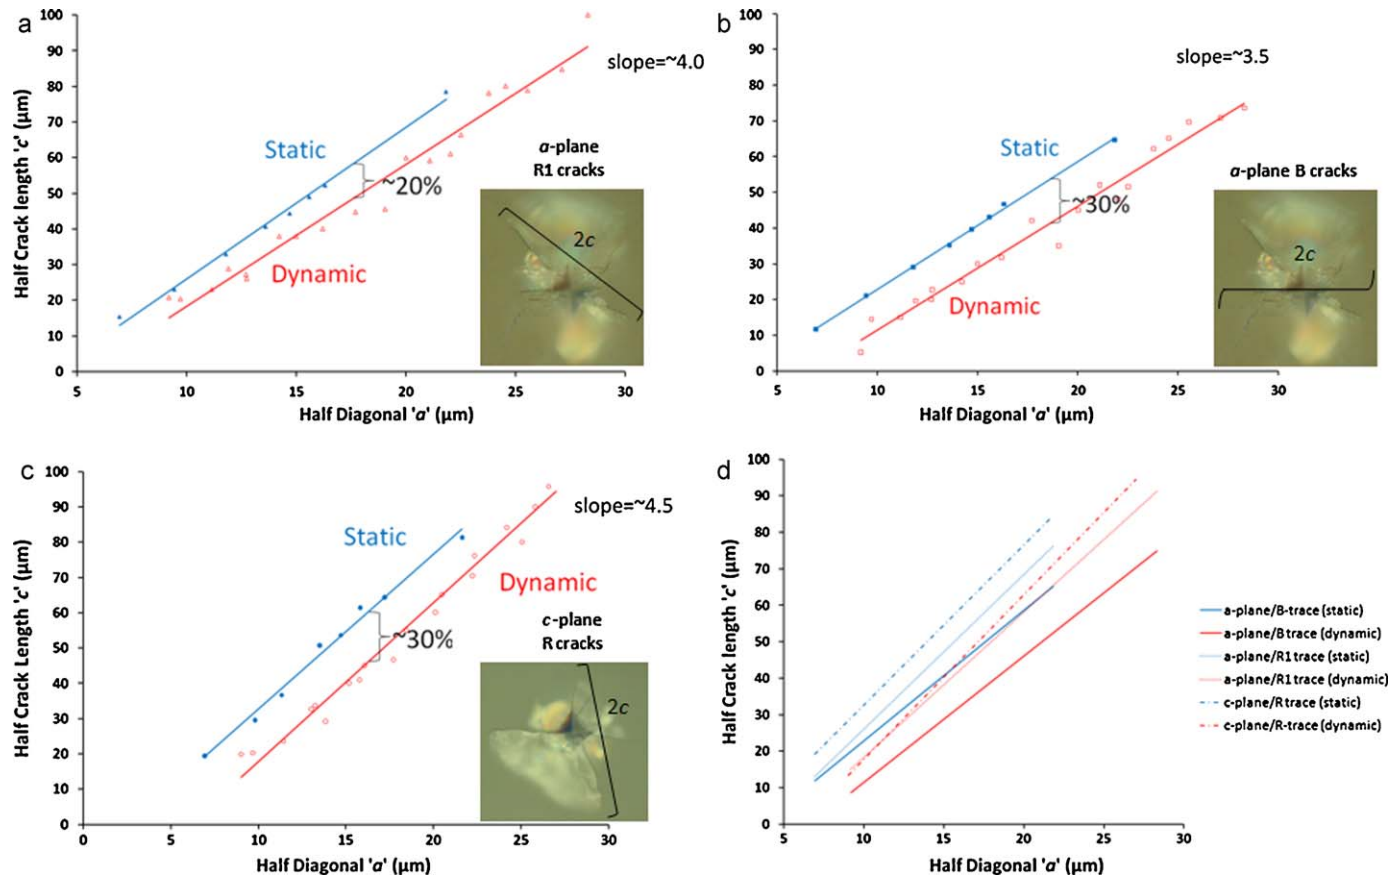 a
Half Crack length 'c' (μm)
100
90
80
70
60
50
40
30
20
10
0
5
10
15
20
25
30
Half Diagonal 'a' (μm)
Static
Dynamic
~20%
slope=~4.0
a-plane
R1 cracks
2c
b
Half Crack length 'c' (μm)
100
90
80
70
60
50
40
30
20
10
0
5
10
15
20
25
30
Half Diagonal 'a' (μm)
Static
Dynamic
~30%
slope=~3.5
a-plane B cracks
2c
c
Half Crack Length 'c' (μm)
100
90
80
70
60
50
40
30
20
10
0
0
5
10
15
20
25
30
Half Diagonal 'a' (μm)
Static
Dynamic
~30%
slope=~4.5
c-plane
R cracks
2c
d
Half Crack Length 'c' (μm)
100
90
80
70
60
50
40
30
20
10
0
5
10
15
20
25
30
Half Diagonal 'a' (μm)
a-plane/B-trace (static)
a-plane/B trace (dynamic)
a-plane/R1 trace (static)
a-plane/R1 trace (dynamic)
c-plane/R trace (static)
c-plane/R-trace (dynamic)